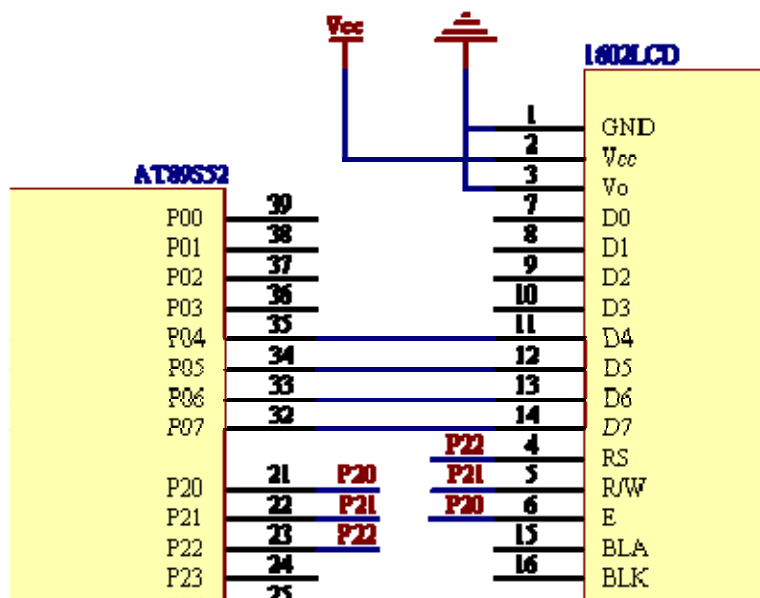 Vcc
1602LCD
1
GND
2
Vcc
AT89S52
3
Vo
P00 39
7 D0
P01 38
8 D1
P02 37
9 D2
P03 36
10 D3
P04 35
11 D4
P05 34
12 D5
P06 33
13 D6
P07 32
14 D7
P22 4 RS
P20 21 P20
P21 5 R/W
P21 22 P21
P20 6 E
P22 23 P22
15 BLA
P23 24
16 BLK
25